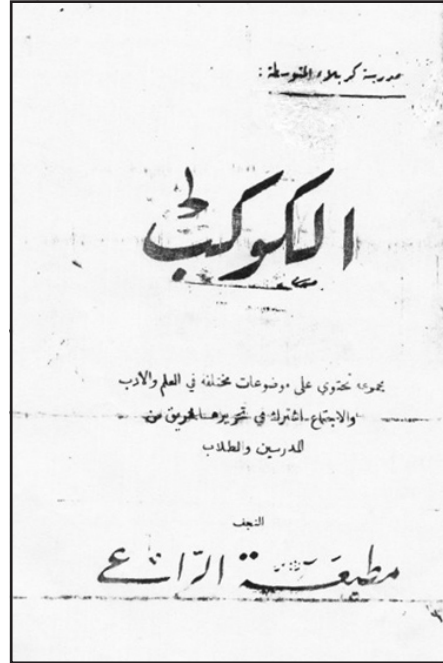 مدرسة كربلاء المتوسطة :
الكوكب
مجموعة تحتوي على موضوعات مختلفة في العلم والادب
والاجتماع اشترك في تحريرها فريق من
المدرسين والطلاب
النجف
مطبعة الراعي